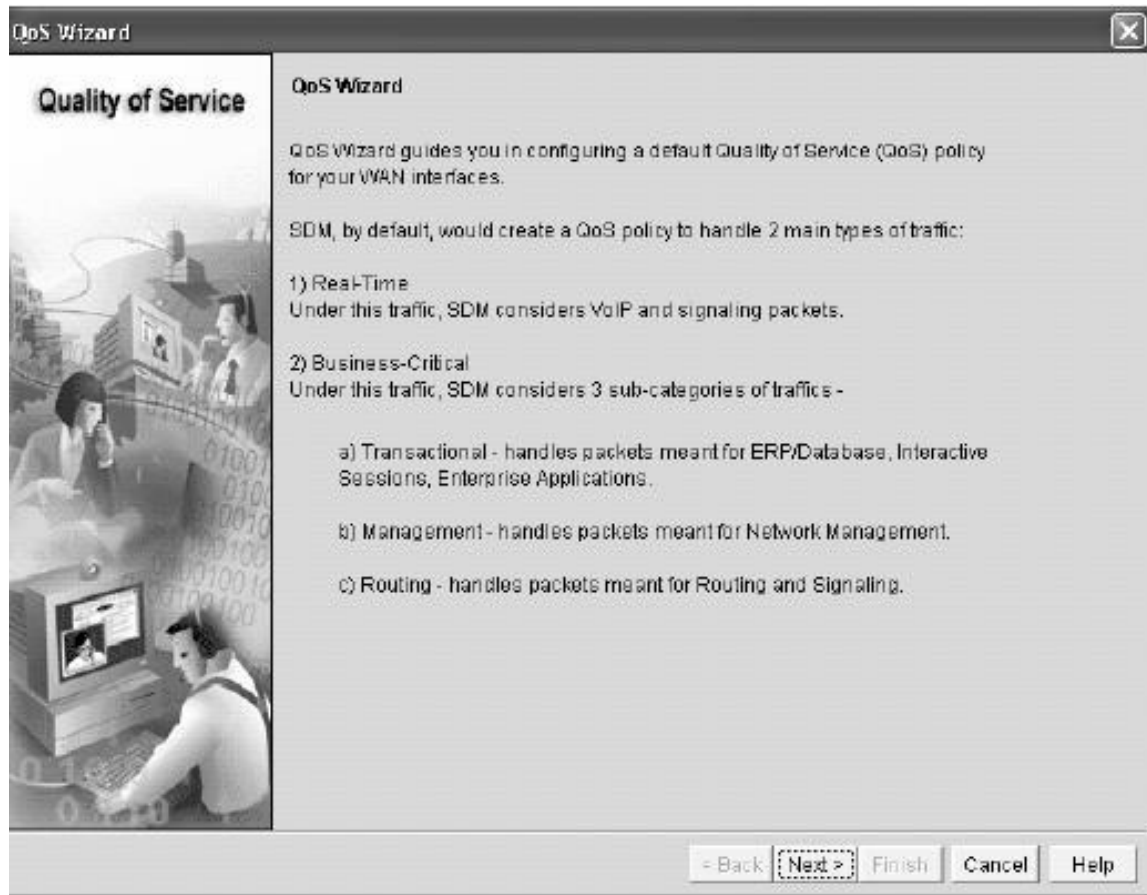 QoS Wizard
Quality of Service
QoS Wizard
QoS Wizard guides you in configuring a default Quality of Service (QoS) policy
for your WAN interfaces.
SDM, by default, would create a QoS policy to handle 2 main types of traffic:
1) Real-Time
Under this traffic, SDM considers VoIP and signaling packets.
2) Business-Critical
Under this traffic, SDM considers 3 sub-categories of traffics -
a) Transactional - handles packets meant for ERP/Database, Interactive
Sessions, Enterprise Applications.
b) Management - handles packets meant for Network Management.
c) Routing - handles packets meant for Routing and Signaling.
< Back Next > Finish Cancel Help